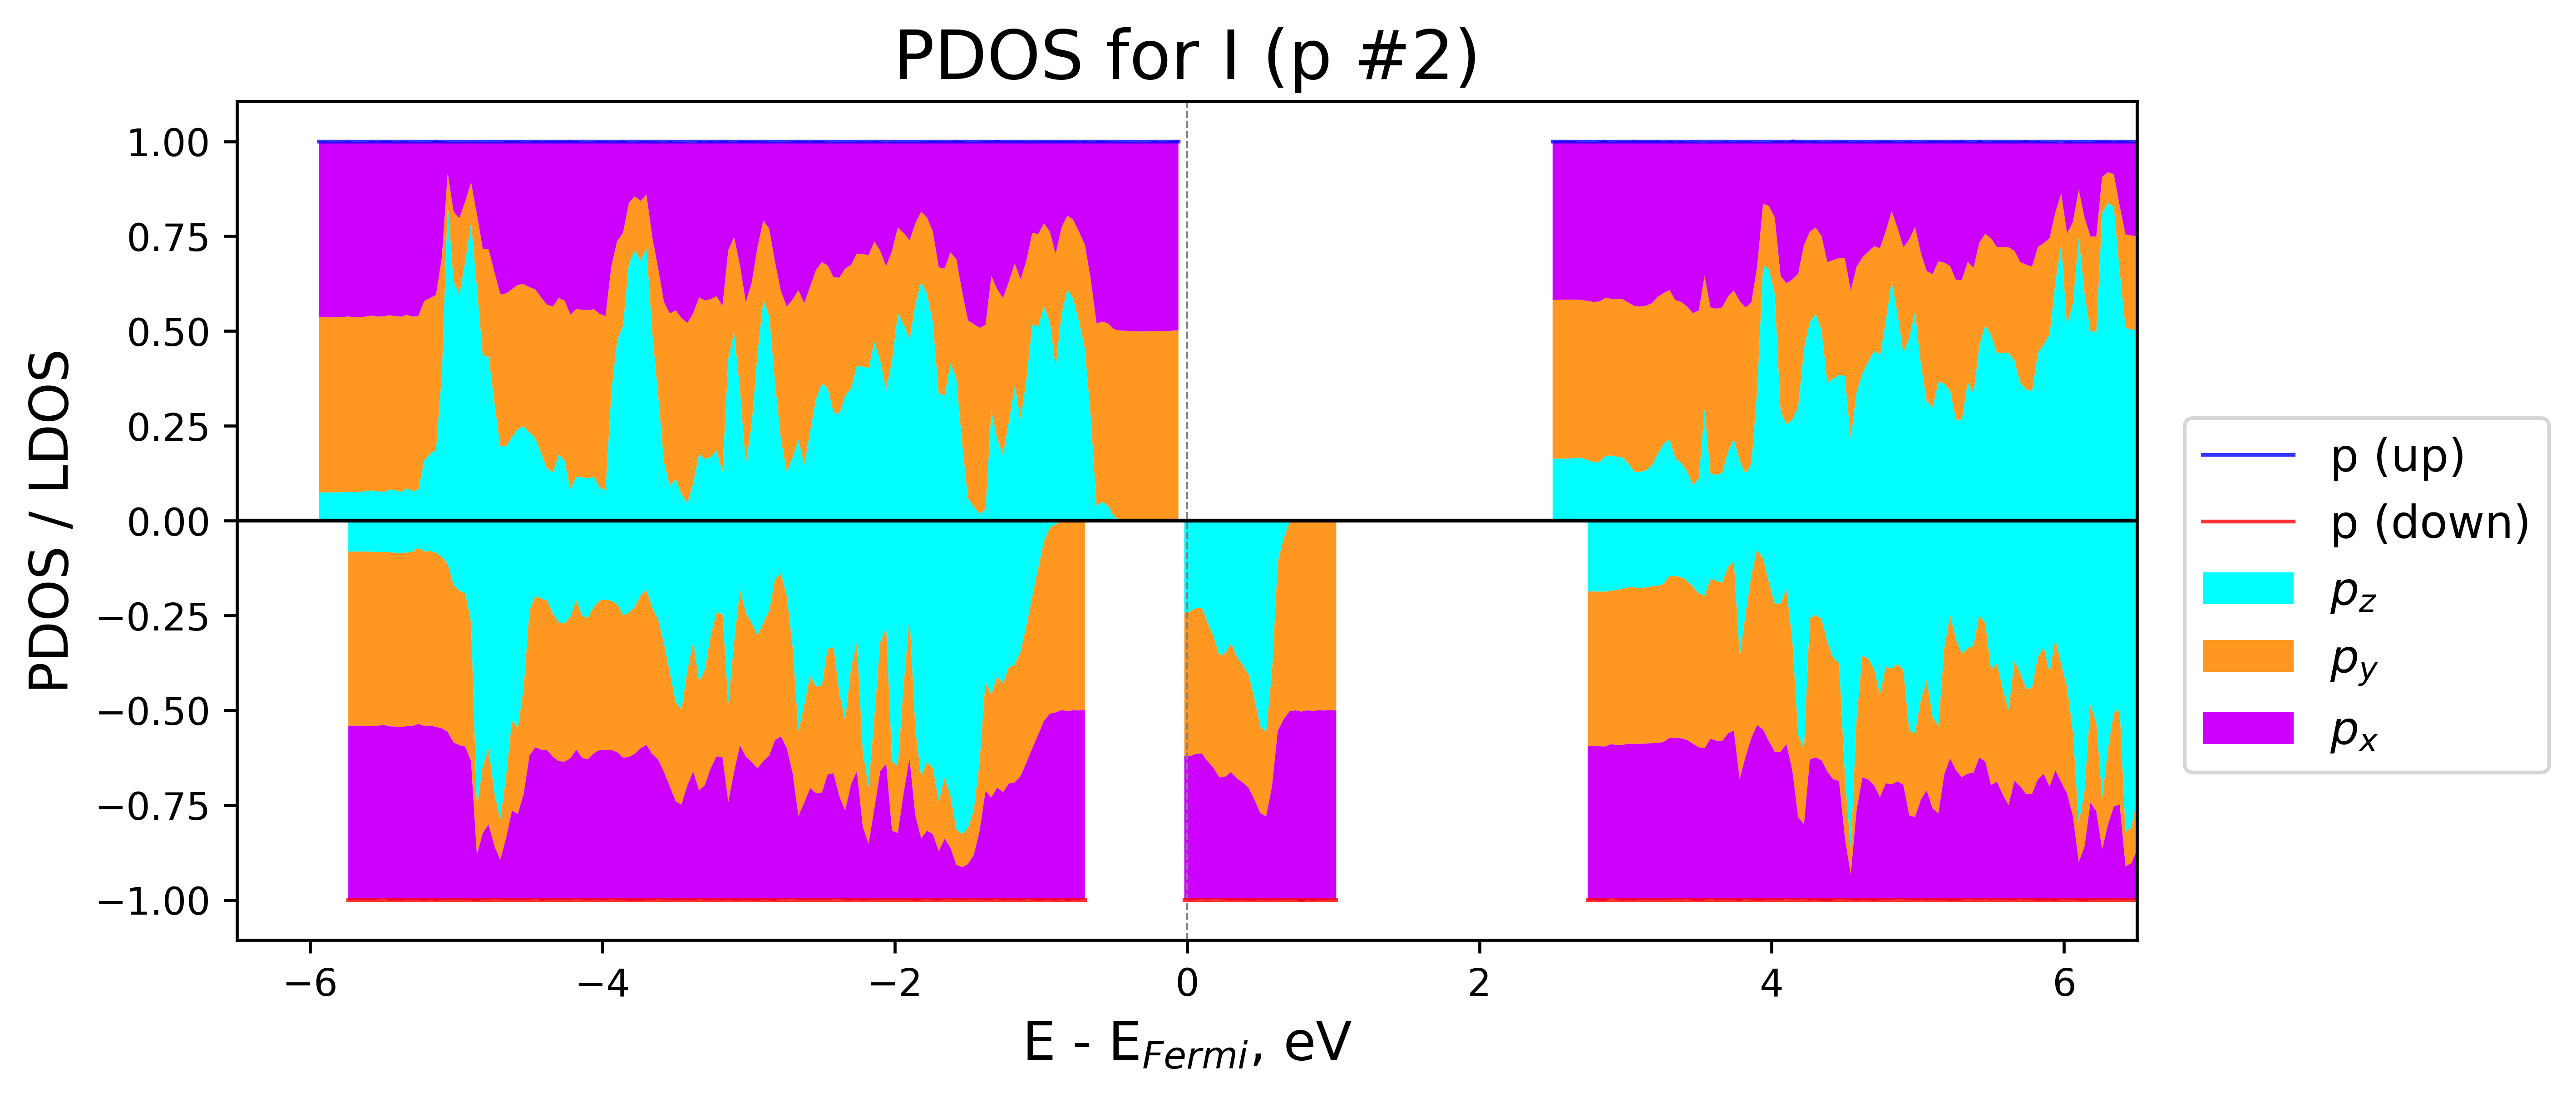 PDOS for I (p #2)
PDOS / LDOS
1.00
0.75
0.50
0.25
0.00
−0.25
−0.50
−0.75
−1.00
−6
−4
−2
0
2
4
6
E - E_Fermi, eV
p (up)
p (down)
p_z
p_y
p_x